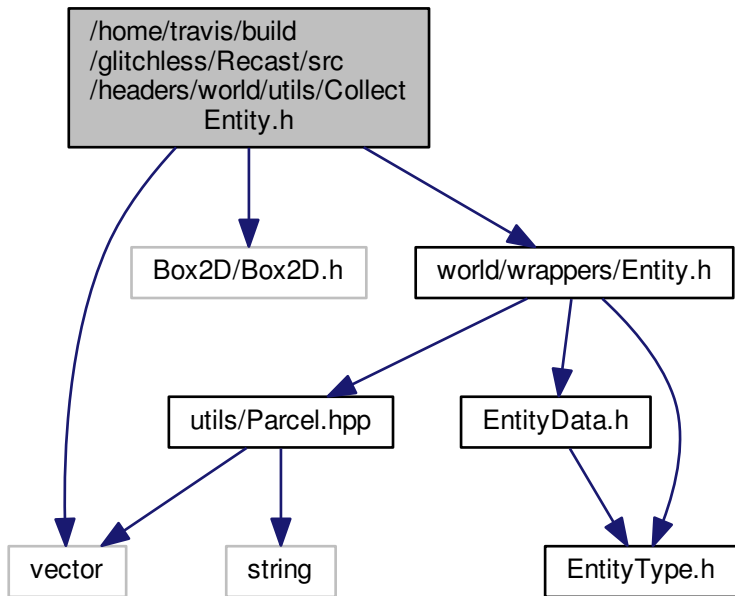 /home/travis/build
/glitchless/Recast/src
/headers/world/utils/Collect
Entity.h
Box2D/Box2D.h
world/wrappers/Entity.h
utils/Parcel.hpp
EntityData.h
vector
string
EntityType.h